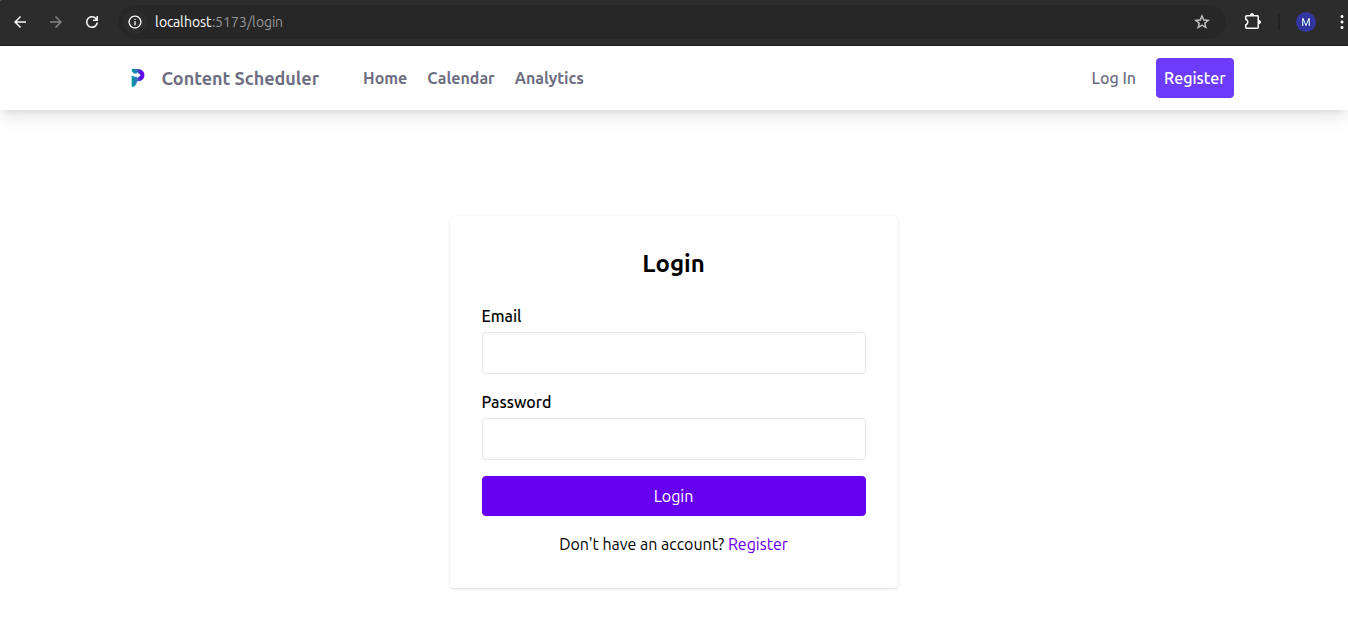 localhost:5173/login
M
Content Scheduler Home Calendar Analytics Log In Register
Login
Email
Password
Login
Don't have an account? Register